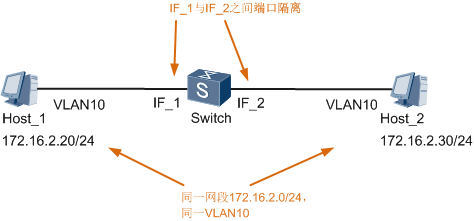 IF_1与IF_2之间端口隔离
VLAN10
IF_1
S
IF_2
VLAN10
Host_1
Switch
Host_2
172.16.2.20/24
172.16.2.30/24
同一网段172.16.2.0/24，
同一VLAN10